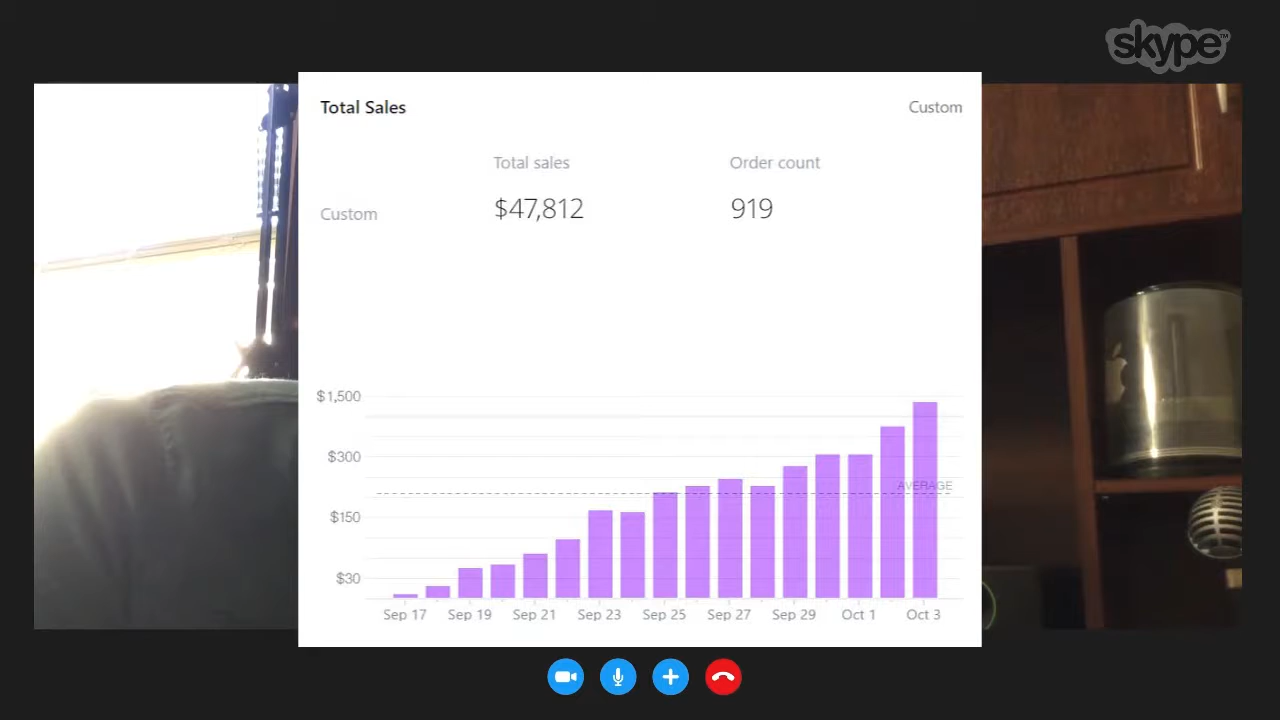 skype™
Total Sales Custom
Total sales Order count
Custom $47,812 919
$1,500
$300
AVERAGE
$150
$30
Sep 17 Sep 19 Sep 21 Sep 23 Sep 25 Sep 27 Sep 29 Oct 1 Oct 3